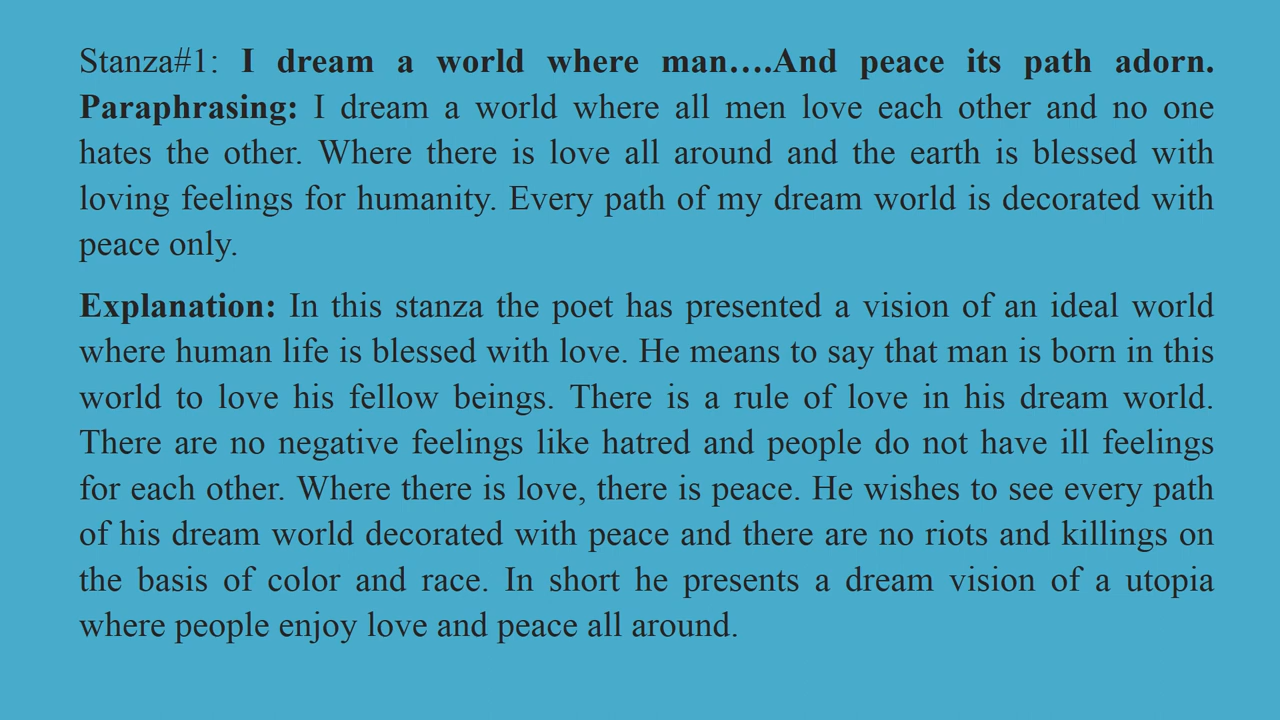 Stanza#1: I dream a world where man….And peace its path adorn.
Paraphrasing: I dream a world where all men love each other and no one
hates the other. Where there is love all around and the earth is blessed with
loving feelings for humanity. Every path of my dream world is decorated with
peace only.
Explanation: In this stanza the poet has presented a vision of an ideal world
where human life is blessed with love. He means to say that man is born in this
world to love his fellow beings. There is a rule of love in his dream world.
There are no negative feelings like hatred and people do not have ill feelings
for each other. Where there is love, there is peace. He wishes to see every path
of his dream world decorated with peace and there are no riots and killings on
the basis of color and race. In short he presents a dream vision of a utopia
where people enjoy love and peace all around.